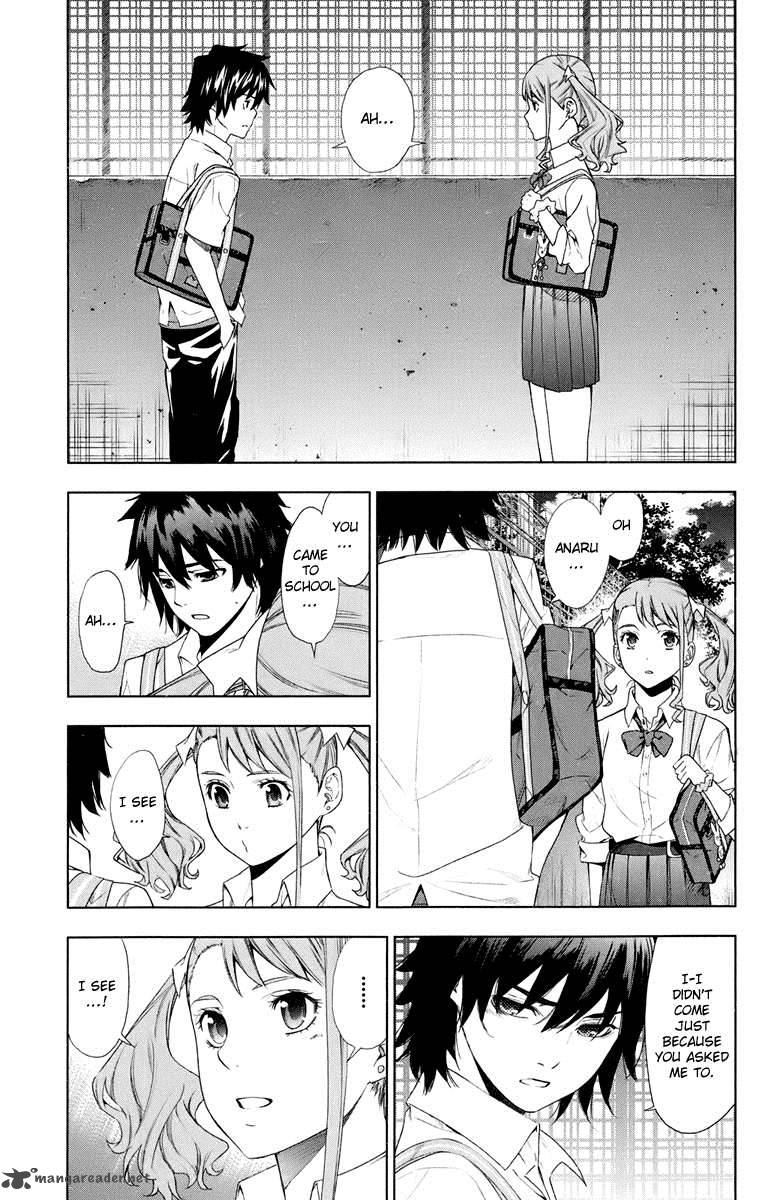 AH...
OH
ANARU
...
YOU
...
CAME
TO
SCHOOL
...
AH...
I SEE
...
I-I
DIDN'T
COME
JUST
BECAUSE
YOU ASKED
ME TO.
......
I SEE
...!
mangareader.net